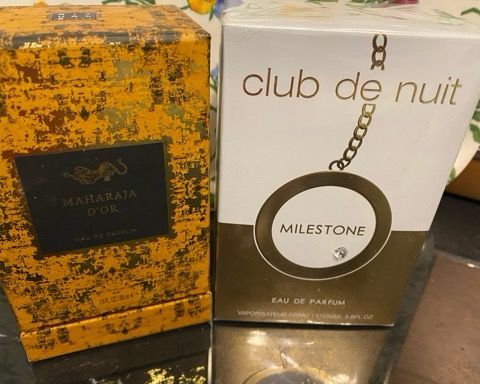 MAHARAJA
D'OR
EAU DE PARFUM
club de nuit
MILESTONE
EAU DE PARFUM